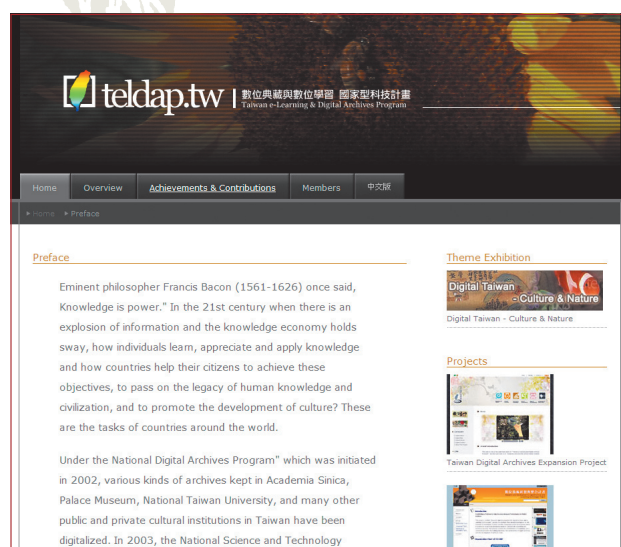 teldap.tw
數位典藏與數位學習 國家型科技計畫
Taiwan e-Learning & Digital Archives Program
Home Overview Achievements & Contributions Members 中文版
Home Preface
Preface
Eminent philosopher Francis Bacon (1561-1626) once said,
Knowledge is power." In the 21st century when there is an
explosion of information and the knowledge economy holds
sway, how individuals learn, appreciate and apply knowledge
and how countries help their citizens to achieve these
objectives, to pass on the legacy of human knowledge and
civilization, and to promote the development of culture? These
are the tasks of countries around the world.
Under the National Digital Archives Program" which was initiated
in 2002, various kinds of archives kept in Academia Sinica,
Palace Museum, National Taiwan University, and many other
public and private cultural institutions in Taiwan have been
digitalized. In 2003, the National Science and Technology
Theme Exhibition
Digital Taiwan
- Culture & Nature
Digital Taiwan - Culture & Nature
Projects
Taiwan Digital Archives Expansion Project